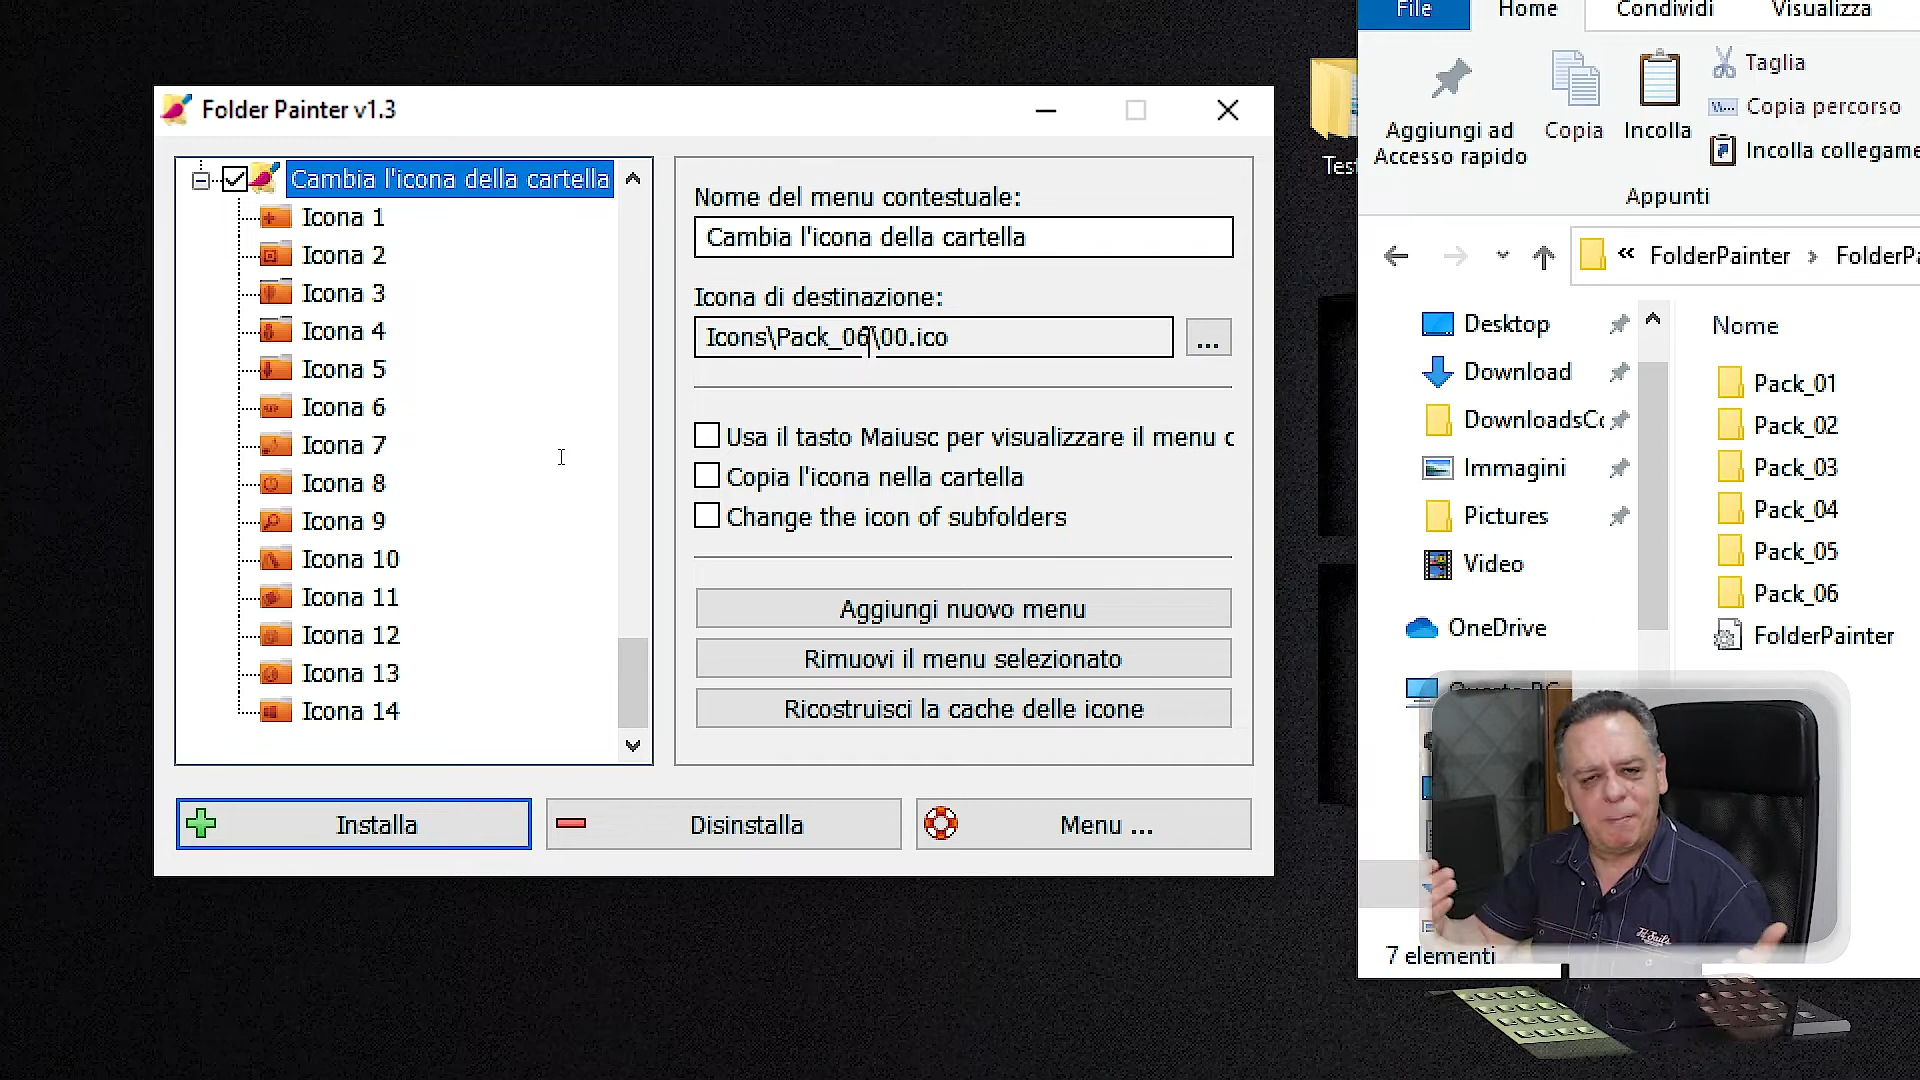 Folder Painter v1.3
Cambia l'icona della cartella
Icona 1
Icona 2
Icona 3
Icona 4
Icona 5
Icona 6
Icona 7
Icona 8
Icona 9
Icona 10
Icona 11
Icona 12
Icona 13
Icona 14
Nome del menu contestuale:
Cambia l'icona della cartella
Icona di destinazione:
Icons\Pack_06\00.ico
...
Usa il tasto Maiusc per visualizzare il menu c
Copia l'icona nella cartella
Change the icon of subfolders
Aggiungi nuovo menu
Rimuovi il menu selezionato
Ricostruisci la cache delle icone
Installa
Disinstalla
Menu ...
Test
File
Home
Condividi
Visualizza
Aggiungi ad
Accesso rapido
Copia
Incolla
Taglia
Copia percorso
Incolla collegame
Appunti
« FolderPainter › FolderPa
Desktop
Download
DownloadsCo
Immagini
Pictures
Video
OneDrive
Questo PC
Nome
Pack_01
Pack_02
Pack_03
Pack_04
Pack_05
Pack_06
FolderPainter
7 elementi